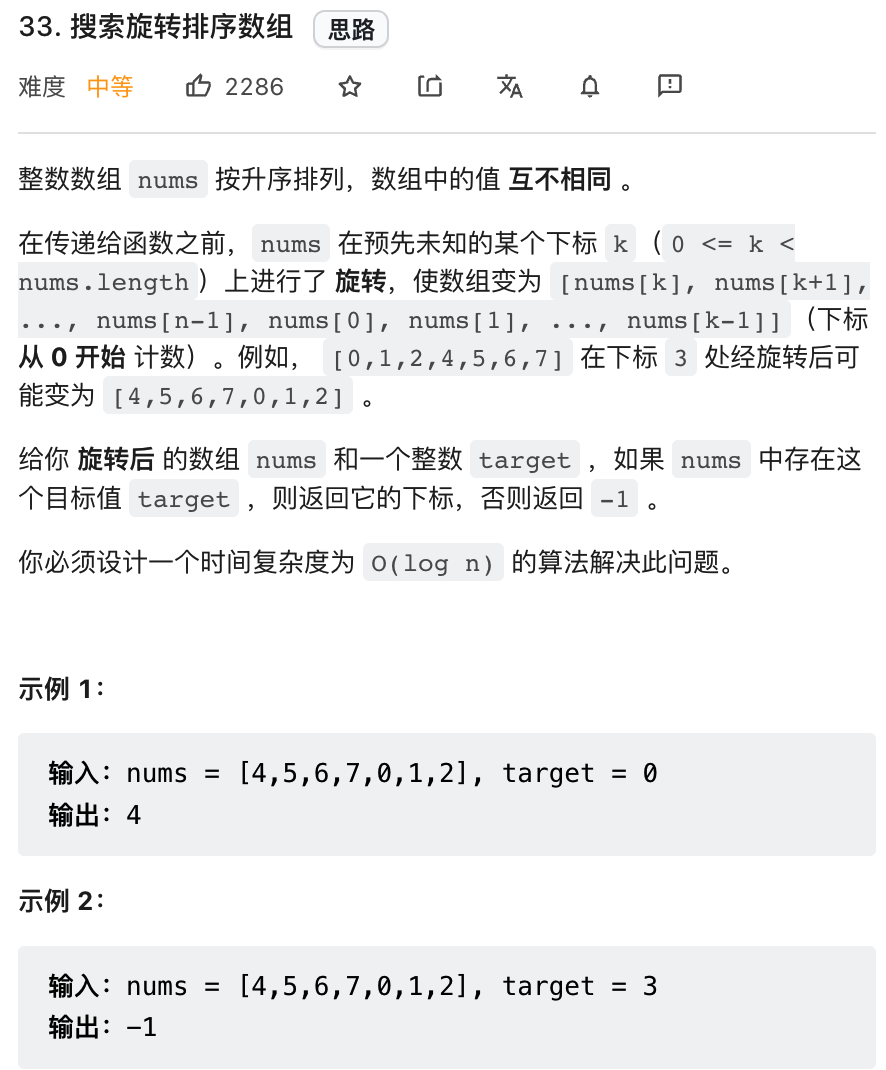 33. 搜索旋转排序数组 思路
难度 中等 2286
整数数组 nums 按升序排列，数组中的值 互不相同 。
在传递给函数之前，nums 在预先未知的某个下标 k（0 <= k <
nums.length）上进行了 旋转，使数组变为 [nums[k], nums[k+1],
..., nums[n-1], nums[0], nums[1], ..., nums[k-1]]（下标
从 0 开始 计数）。例如， [0,1,2,4,5,6,7] 在下标 3 处经旋转后可
能变为 [4,5,6,7,0,1,2] 。
给你 旋转后 的数组 nums 和一个整数 target ，如果 nums 中存在这
个目标值 target ，则返回它的下标，否则返回 -1 。
你必须设计一个时间复杂度为 O(log n) 的算法解决此问题。
示例 1：
输入：nums = [4,5,6,7,0,1,2], target = 0
输出：4
示例 2：
输入：nums = [4,5,6,7,0,1,2], target = 3
输出：-1